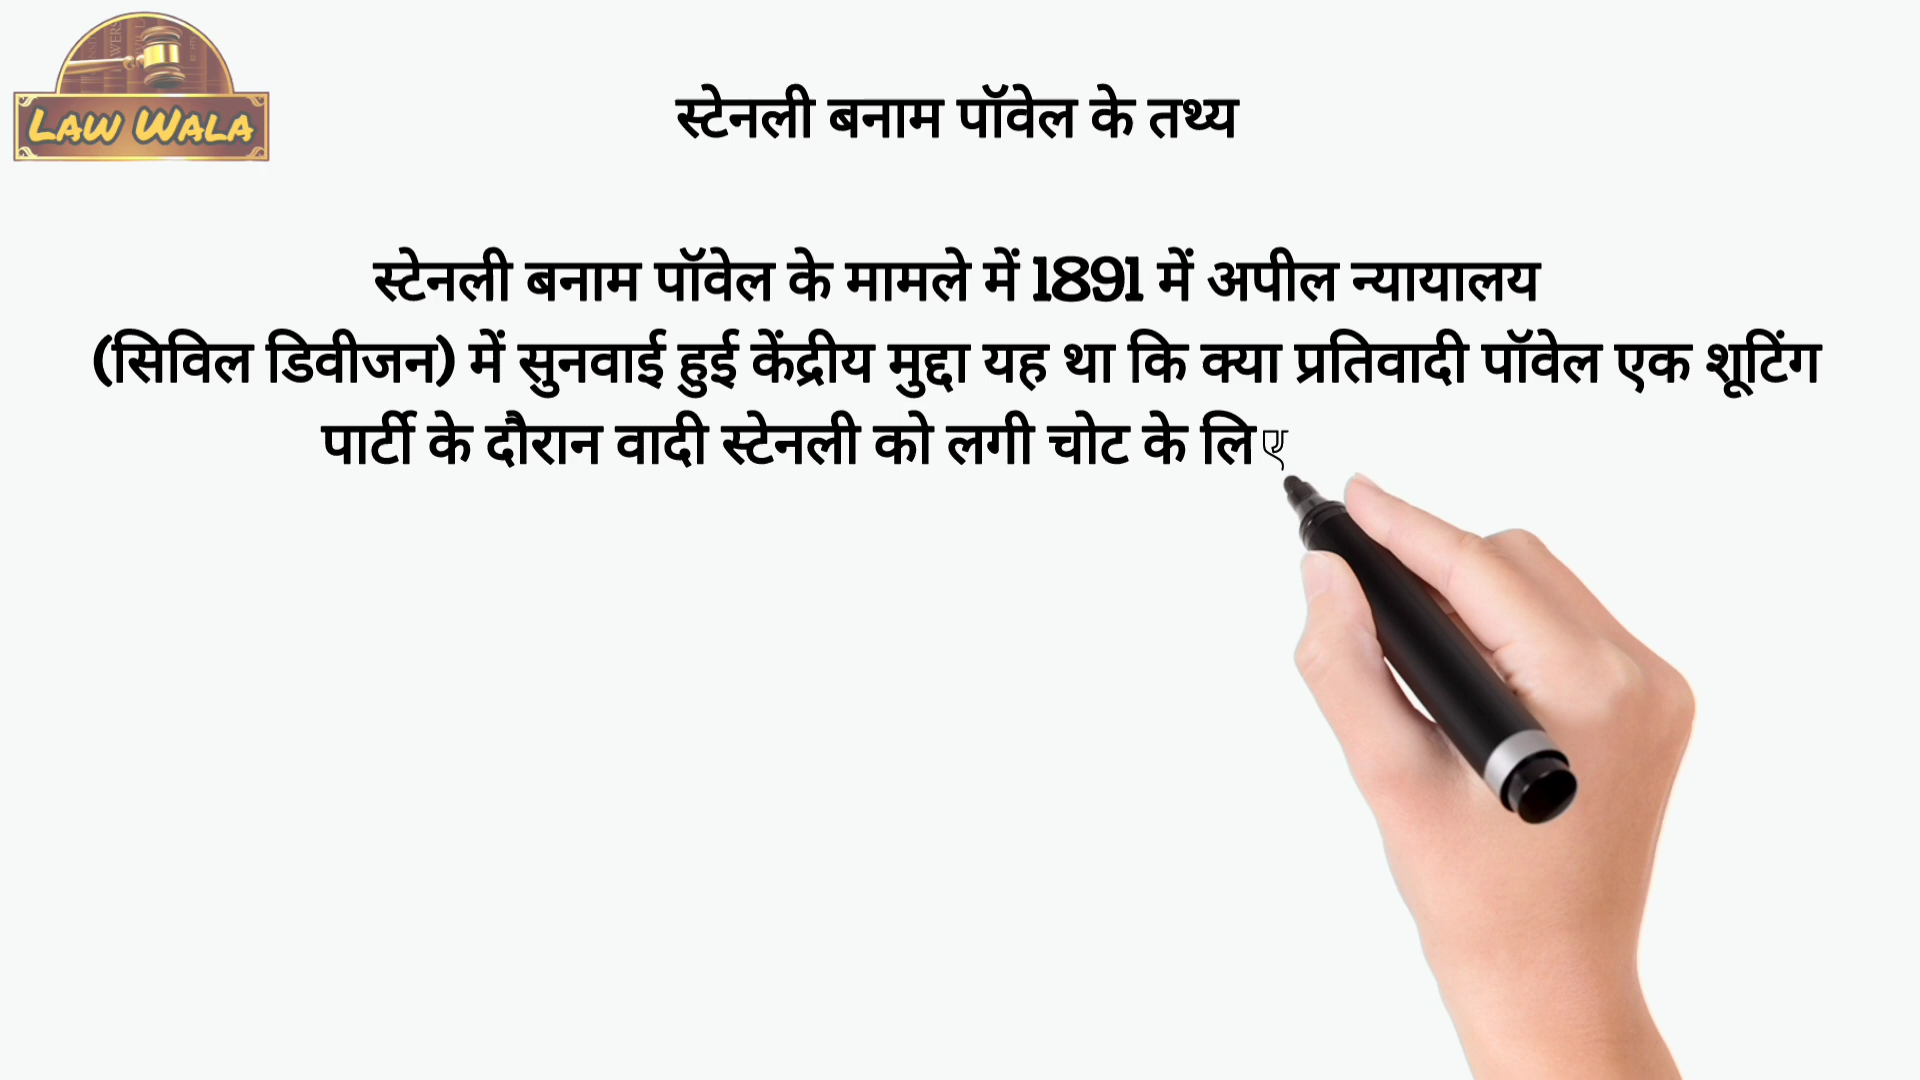 LAW WALA
स्टेनली बनाम पॉवेल के तथ्य
स्टेनली बनाम पॉवेल के मामले में 1891 में अपील न्यायालय
(सिविल डिवीजन) में सुनवाई हुई केंद्रीय मुद्दा यह था कि क्या प्रतिवादी पॉवेल एक शूटिंग
पार्टी के दौरान वादी स्टेनली को लगी चोट के लिए